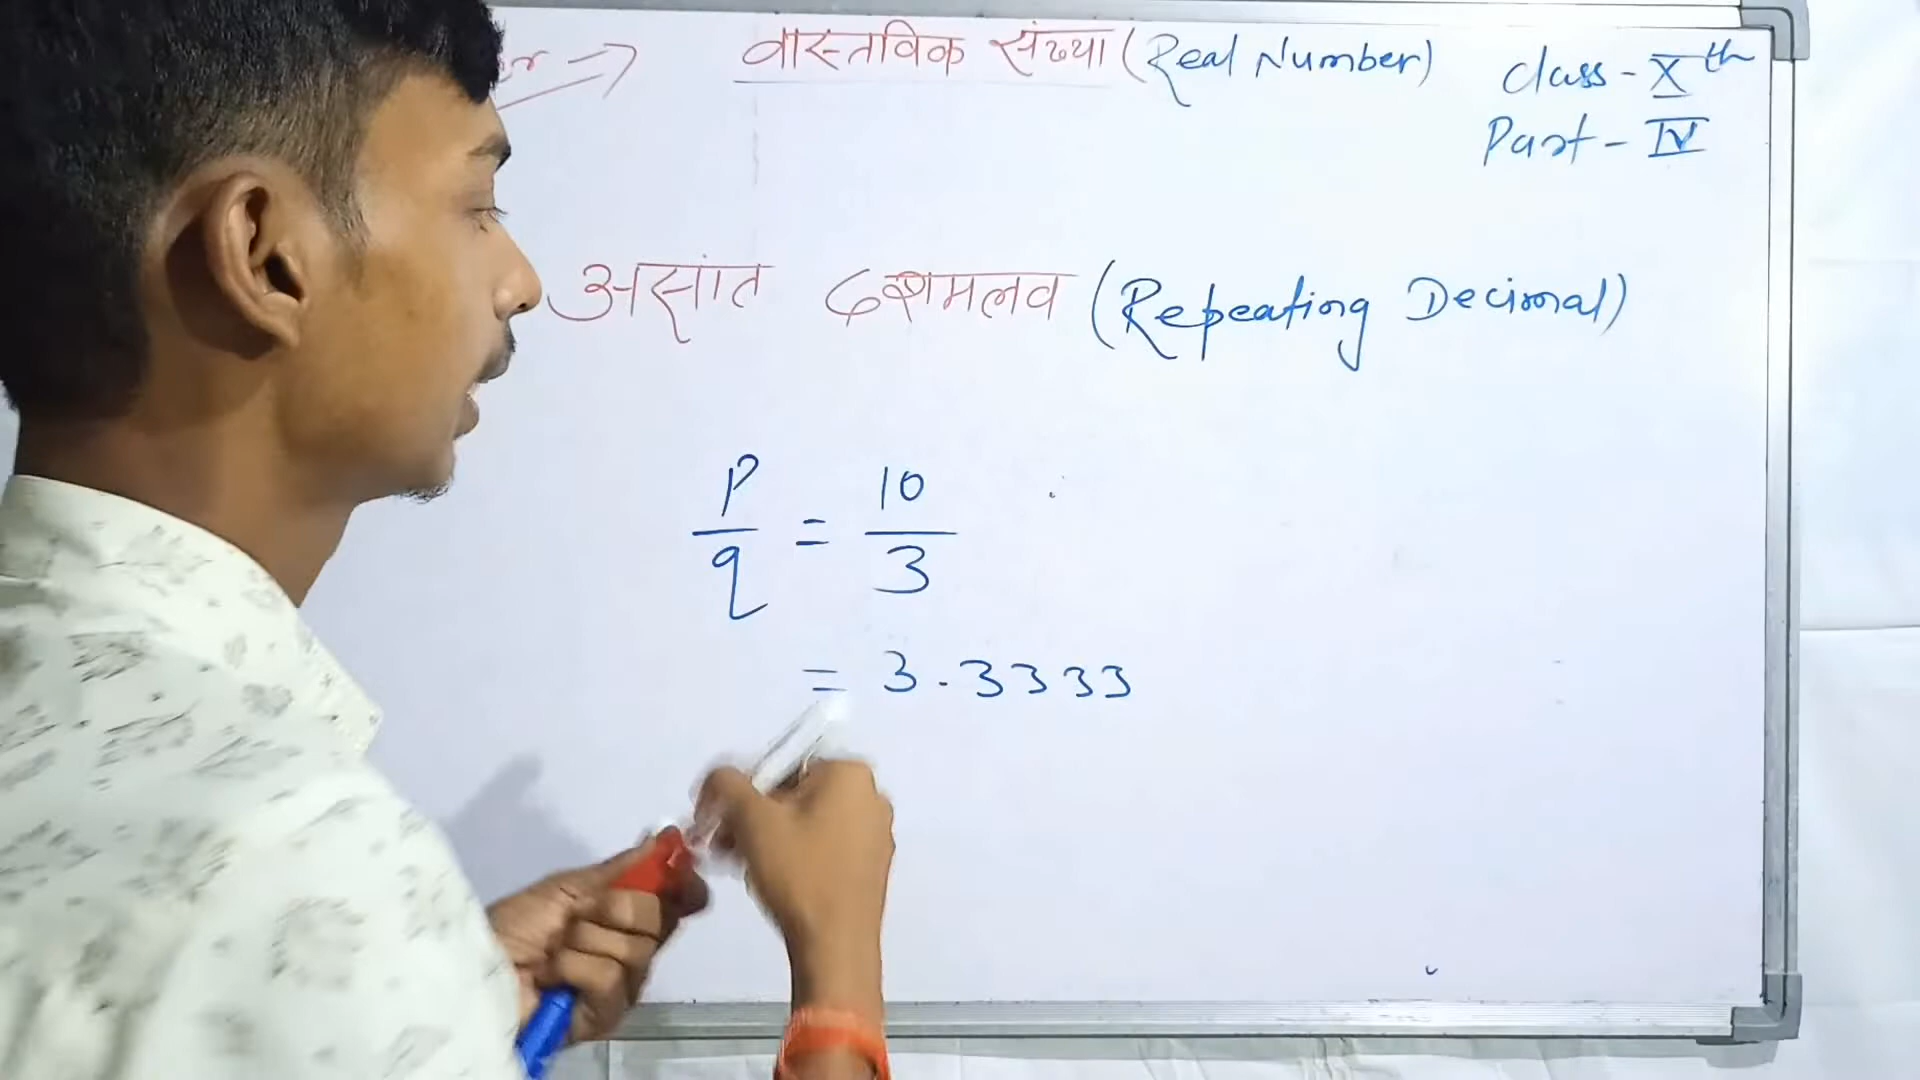 वास्तविक संख्या (Real Number)
Class - Xth
Part - IV
असांत दशमलव (Repeating Decimal)
P/q = 10/3
= 3.3333